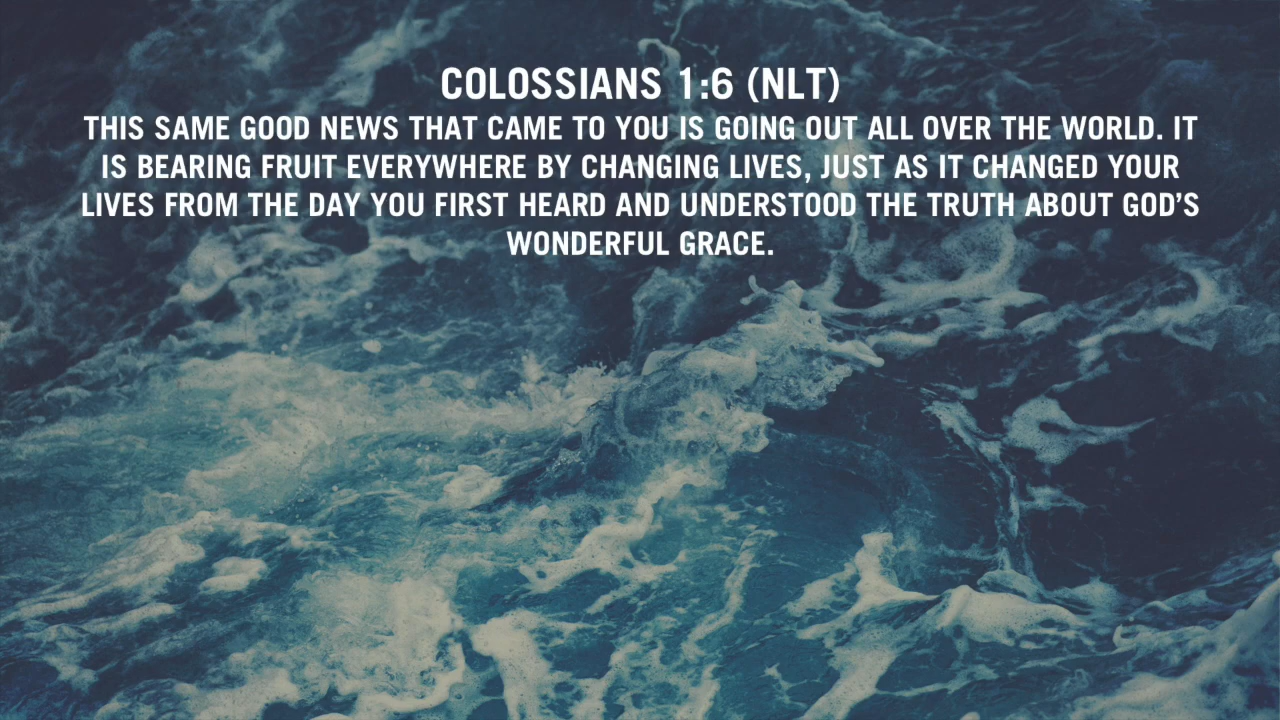 COLOSSIANS 1:6 (NLT)
THIS SAME GOOD NEWS THAT CAME TO YOU IS GOING OUT ALL OVER THE WORLD. IT
IS BEARING FRUIT EVERYWHERE BY CHANGING LIVES, JUST AS IT CHANGED YOUR
LIVES FROM THE DAY YOU FIRST HEARD AND UNDERSTOOD THE TRUTH ABOUT GOD’S
WONDERFUL GRACE.